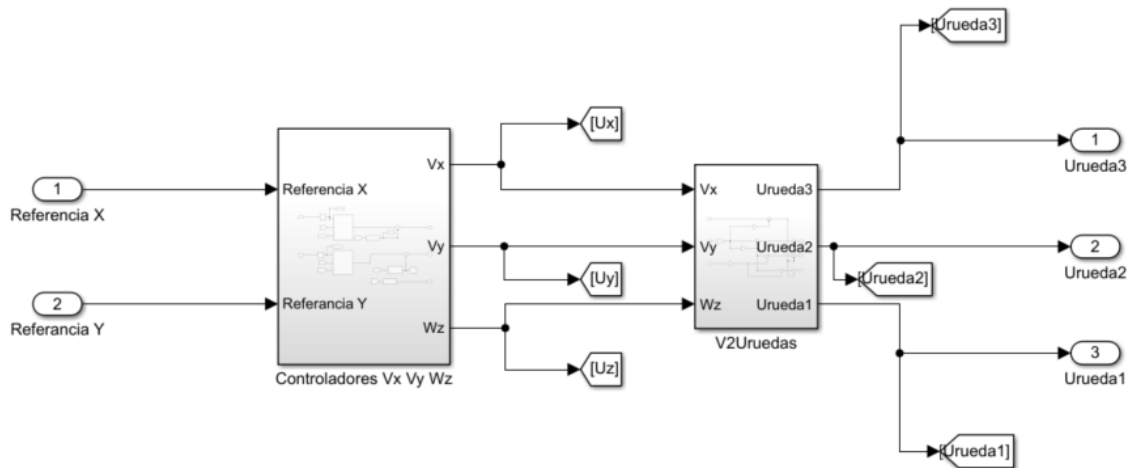 [Urueda3]
[Ux]
1
Urueda3
Vx
1
Referencia X
Referencia X
Vx
Urueda3
Vy
Vy
Urueda2
2
Urueda2
[Uy]
[Urueda2]
2
Referancia Y
Referancia Y
Wz
Wz
Urueda1
V2Uruedas
3
Urueda1
[Uz]
Controladores Vx Vy Wz
[Urueda1]